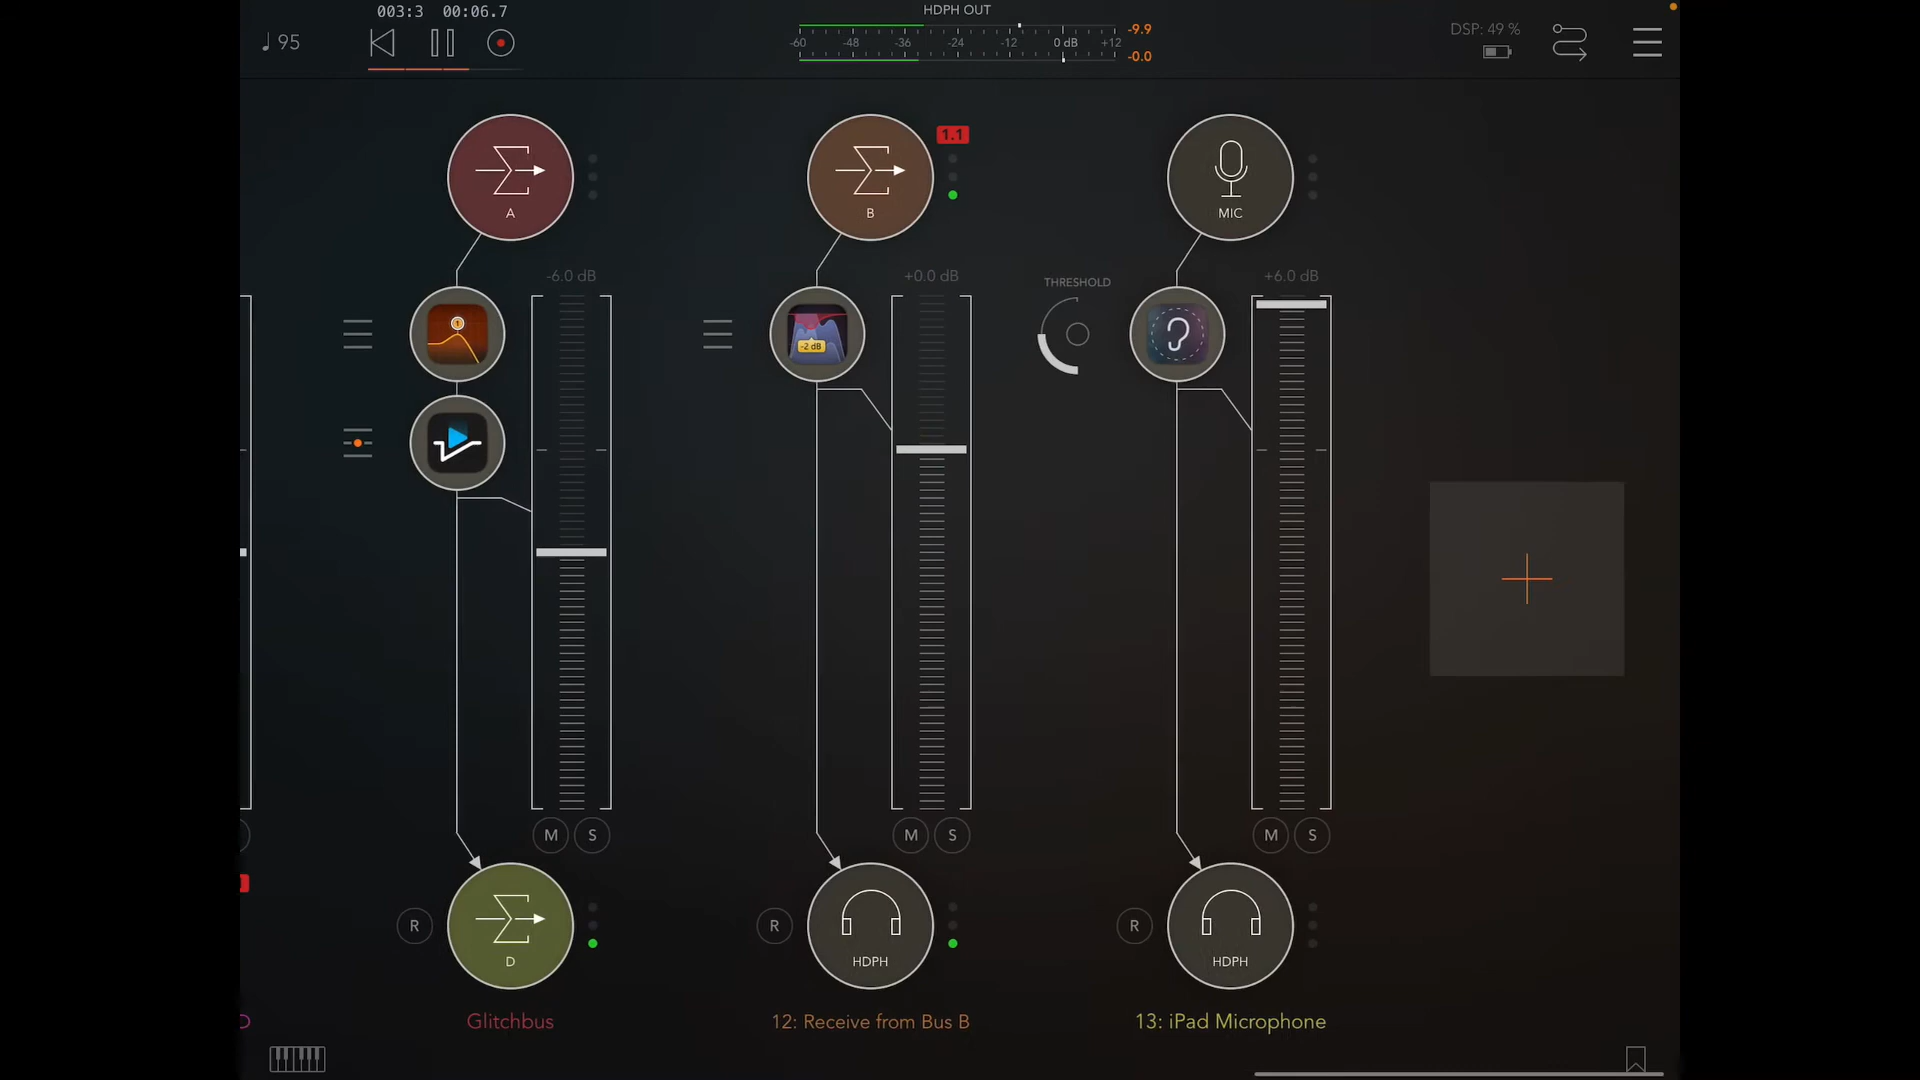 003:3 00:06.7
HDPH OUT
95
-60 -48 -36 -24 -12 0 dB +12
-9.9
-0.0
DSP: 49 %
A
1.1
B
MIC
-6.0 dB
+0.0 dB
THRESHOLD
+6.0 dB
1
-2 dB
M S
M S
M S
R
D
R
HDPH
R
HDPH
Glitchbus
12: Receive from Bus B
13: iPad Microphone